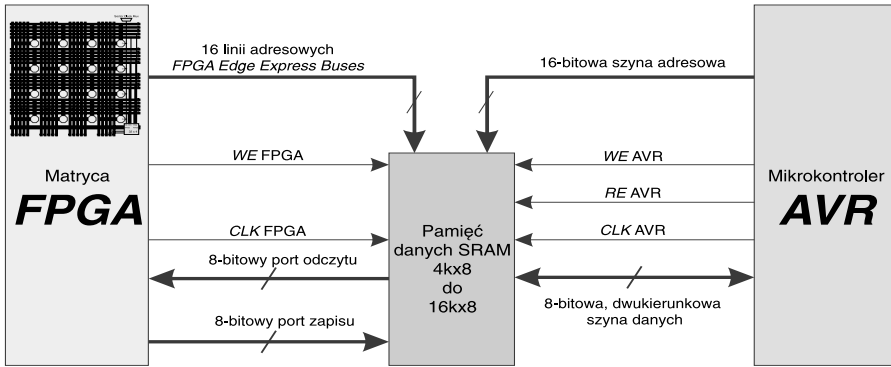 16 linii adresowych
FPGA Edge Express Buses
16-bitowa szyna adresowa
Matryca
FPGA
WE FPGA
CLK FPGA
8-bitowy port odczytu
8-bitowy port zapisu
Pamięć
danych SRAM
4kx8
do
16kx8
WE AVR
RE AVR
CLK AVR
8-bitowa, dwukierunkowa
szyna danych
Mikrokontroler
AVR